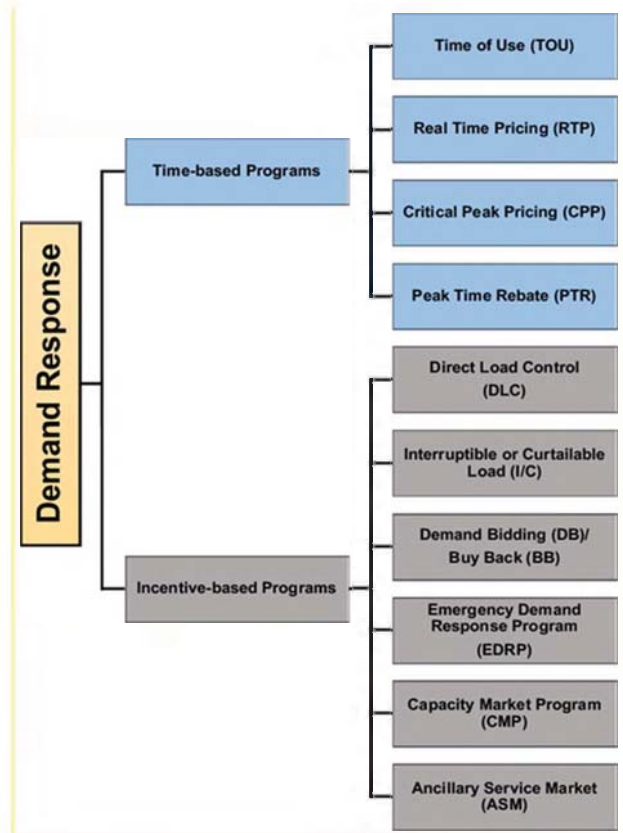 Demand Response
Time-based Programs
Time of Use (TOU)
Real Time Pricing (RTP)
Critical Peak Pricing (CPP)
Peak Time Rebate (PTR)
Incentive-based Programs
Direct Load Control
(DLC)
Interruptible or Curtailable
Load (I/C)
Demand Bidding (DB)/
Buy Back (BB)
Emergency Demand
Response Program
(EDRP)
Capacity Market Program
(CMP)
Ancillary Service Market
(ASM)